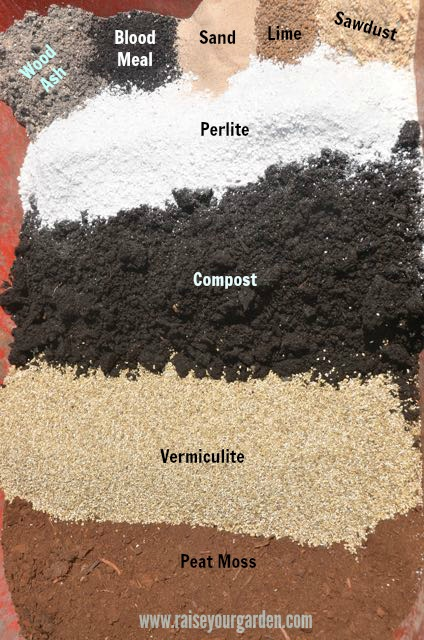 Wood
Ash
Blood
Meal
Sand
Lime
Sawdust
Perlite
Compost
Vermiculite
Peat Moss
www.raiseyourgarden.com